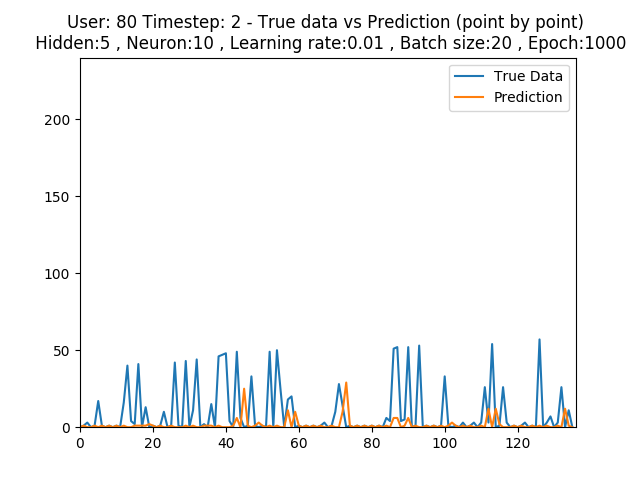 User: 80 Timestep: 2 - True data vs Prediction (point by point)
Hidden:5 , Neuron:10 , Learning rate:0.01 , Batch size:20 , Epoch:1000
True Data
Prediction
200
150
100
50
0
0 20 40 60 80 100 120